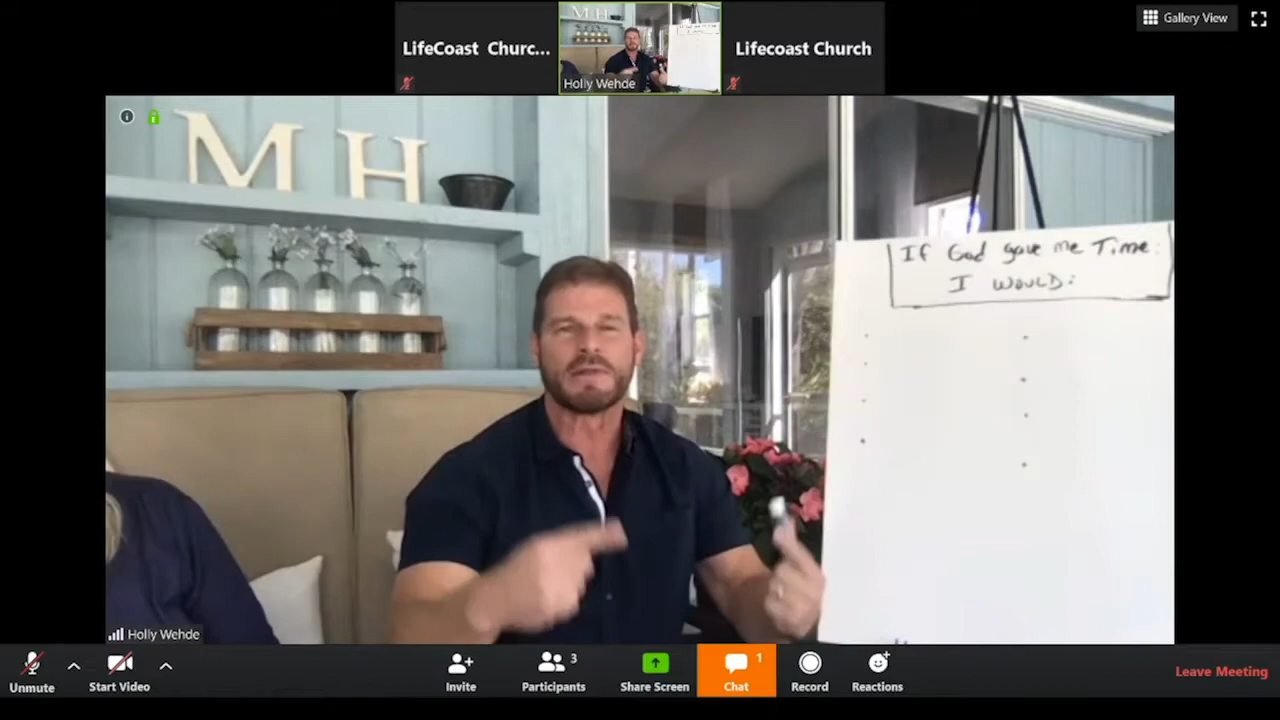 LifeCoast Churc...
Holly Wehde
Lifecoast Church
Gallery View
M H
If God gave me Time:
I WOULD:
Holly Wehde
Unmute
Start Video
Invite
3
Participants
Share Screen
1
Chat
Record
Reactions
Leave Meeting